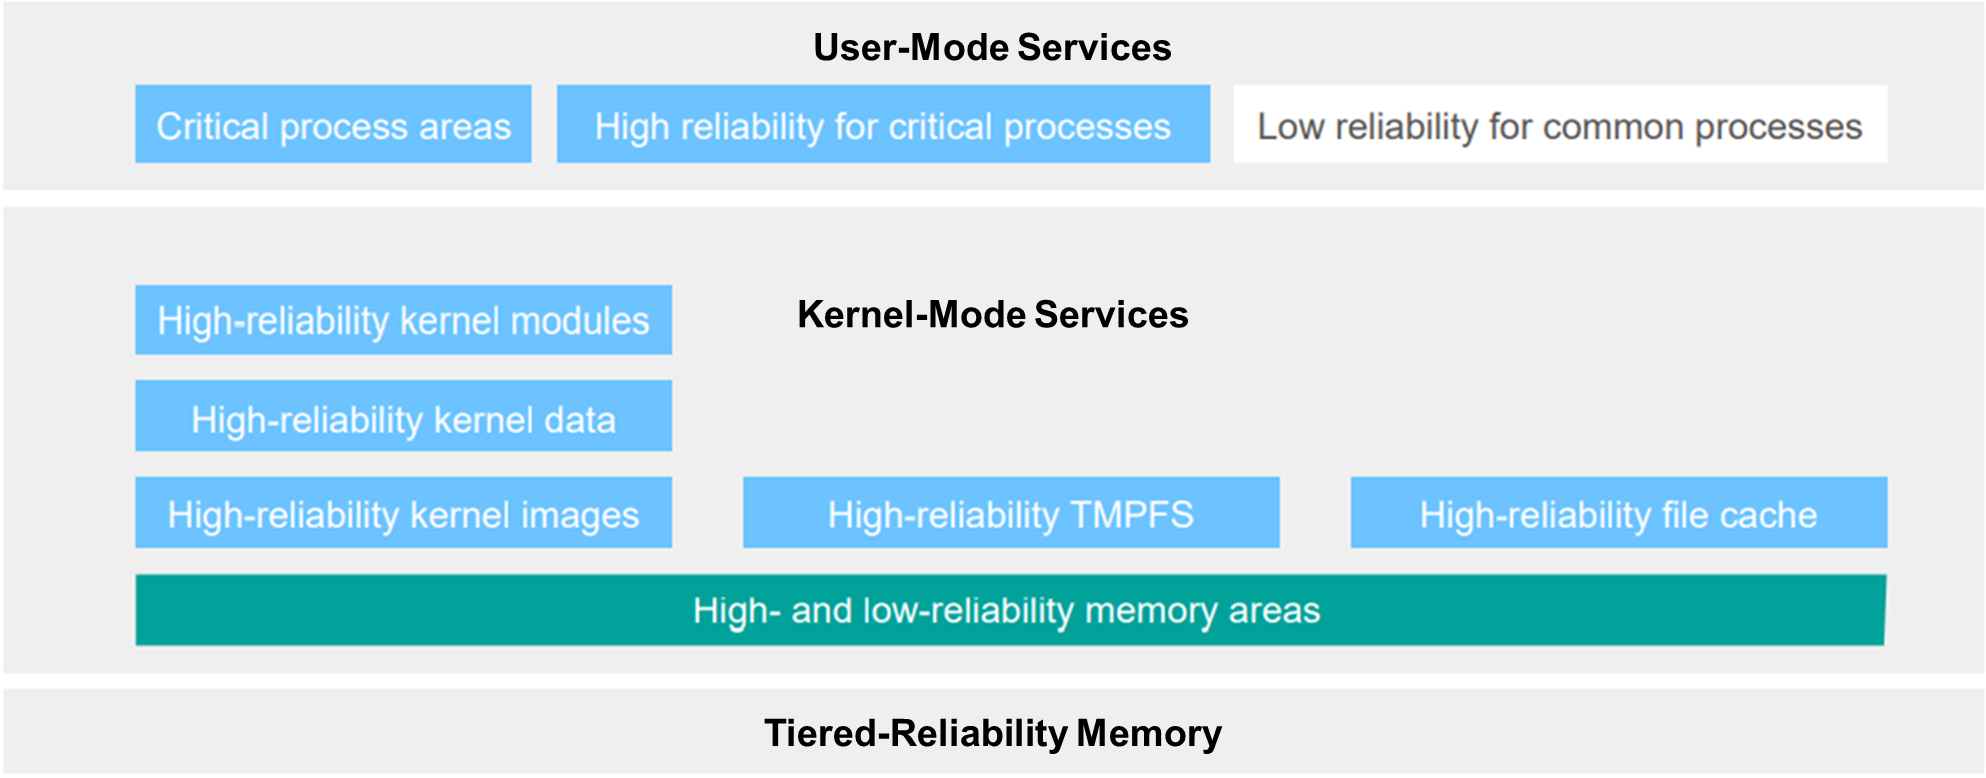 User-Mode Services
Critical process areas
High reliability for critical processes
Low reliability for common processes
Kernel-Mode Services
High-reliability kernel modules
High-reliability kernel data
High-reliability kernel images
High-reliability TMPFS
High-reliability file cache
High- and low-reliability memory areas
Tiered-Reliability Memory